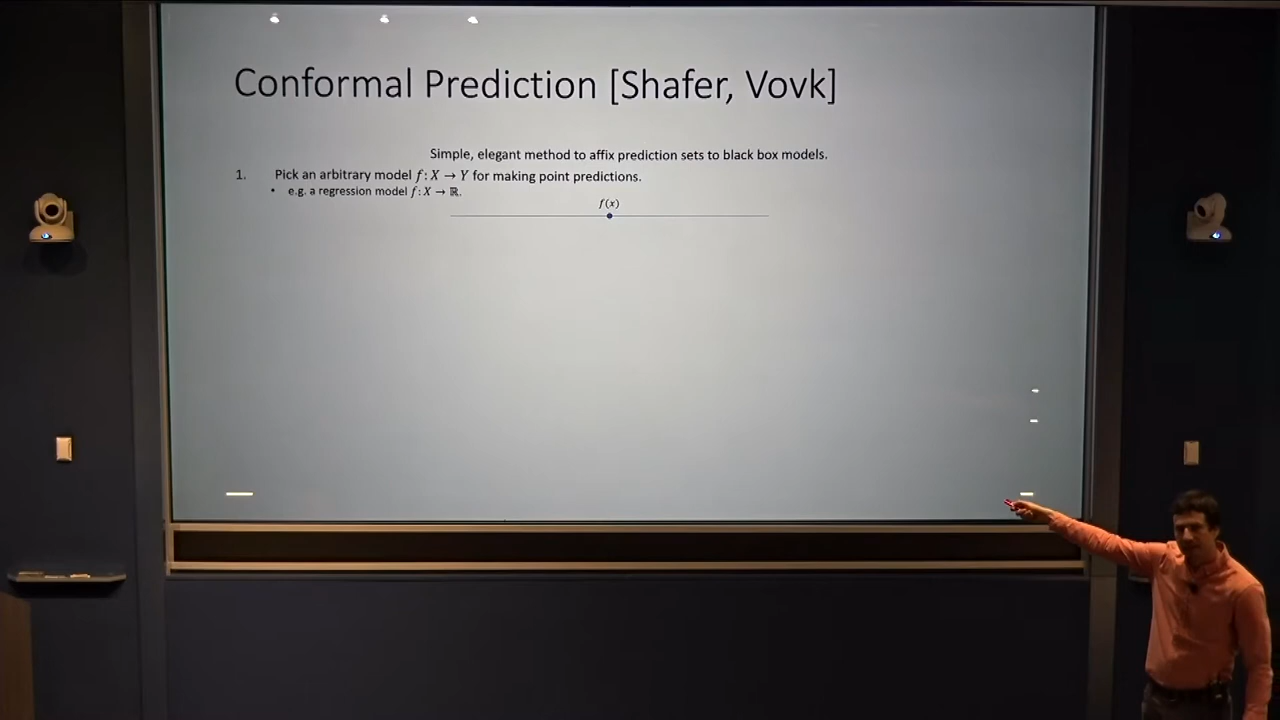 Conformal Prediction [Shafer, Vovk]
Simple, elegant method to affix prediction sets to black box models.
1. Pick an arbitrary model f: X → Y for making point predictions.
• e.g. a regression model f: X → ℝ.
f(x)